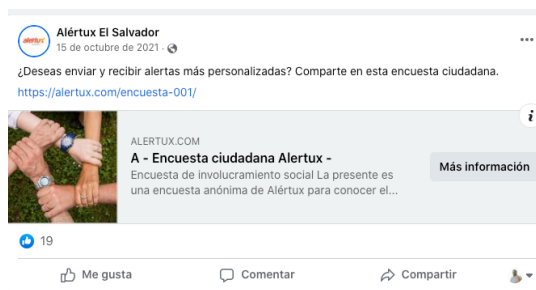 alertux
Alértux El Salvador
15 de octubre de 2021 ·
¿Deseas enviar y recibir alertas más personalizadas? Comparte en esta encuesta ciudadana.
https://alertux.com/encuesta-001/
ALERTUX.COM
A - Encuesta ciudadana Alertux -
Encuesta de involucramiento social La presente es
una encuesta anónima de Alértux para conocer el...
Más información
19
Me gusta
Comentar
Compartir